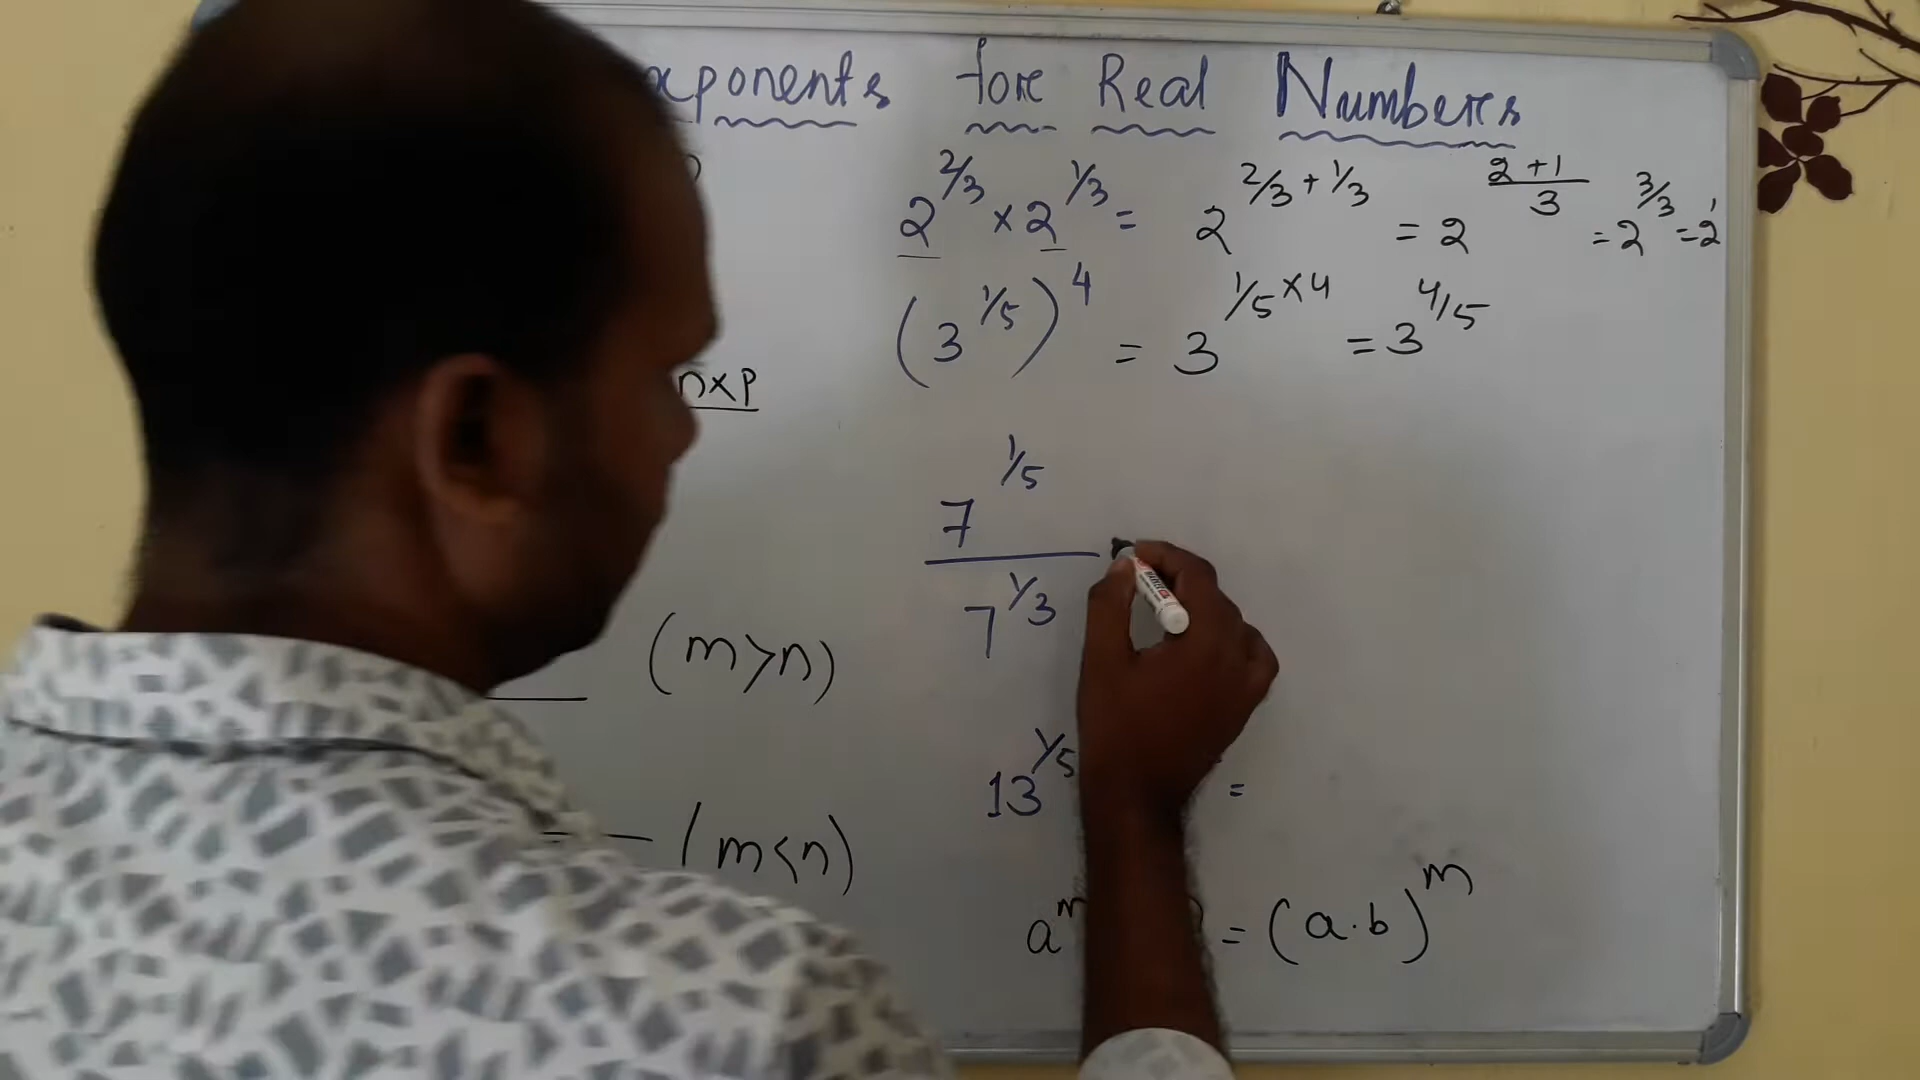 xponents for Real Numbers
2^{2/3} × 2^{1/3} = 2^{2/3 + 1/3} = 2^{\frac{2+1}{3}} = 2^{3/3} = 2^1
(3^{1/5})^4 = 3^{1/5 × 4} = 3^{4/5}
n×p
\frac{7^{1/5}}{7^{1/3}}
(m>n)
13^{1/5} =
(m<n)
a^m = (a·b)^m